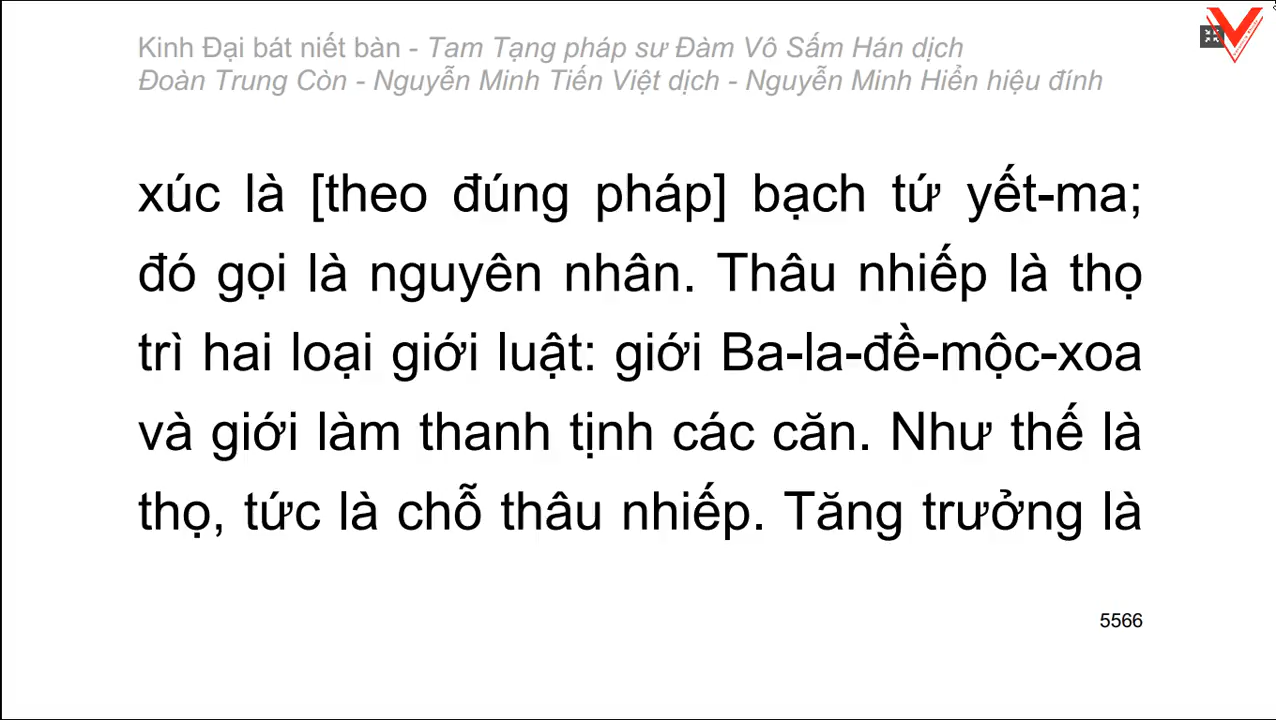 Kinh Đại bát niết bàn - Tam Tạng pháp sư Đàm Vô Sấm Hán dịch
Đoàn Trung Còn - Nguyễn Minh Tiến Việt dịch - Nguyễn Minh Hiển hiệu đính
xúc là [theo đúng pháp] bạch tứ yết-ma;
đó gọi là nguyên nhân. Thâu nhiếp là thọ
trì hai loại giới luật: giới Ba-la-đề-mộc-xoa
và giới làm thanh tịnh các căn. Như thế là
thọ, tức là chỗ thâu nhiếp. Tăng trưởng là
5566